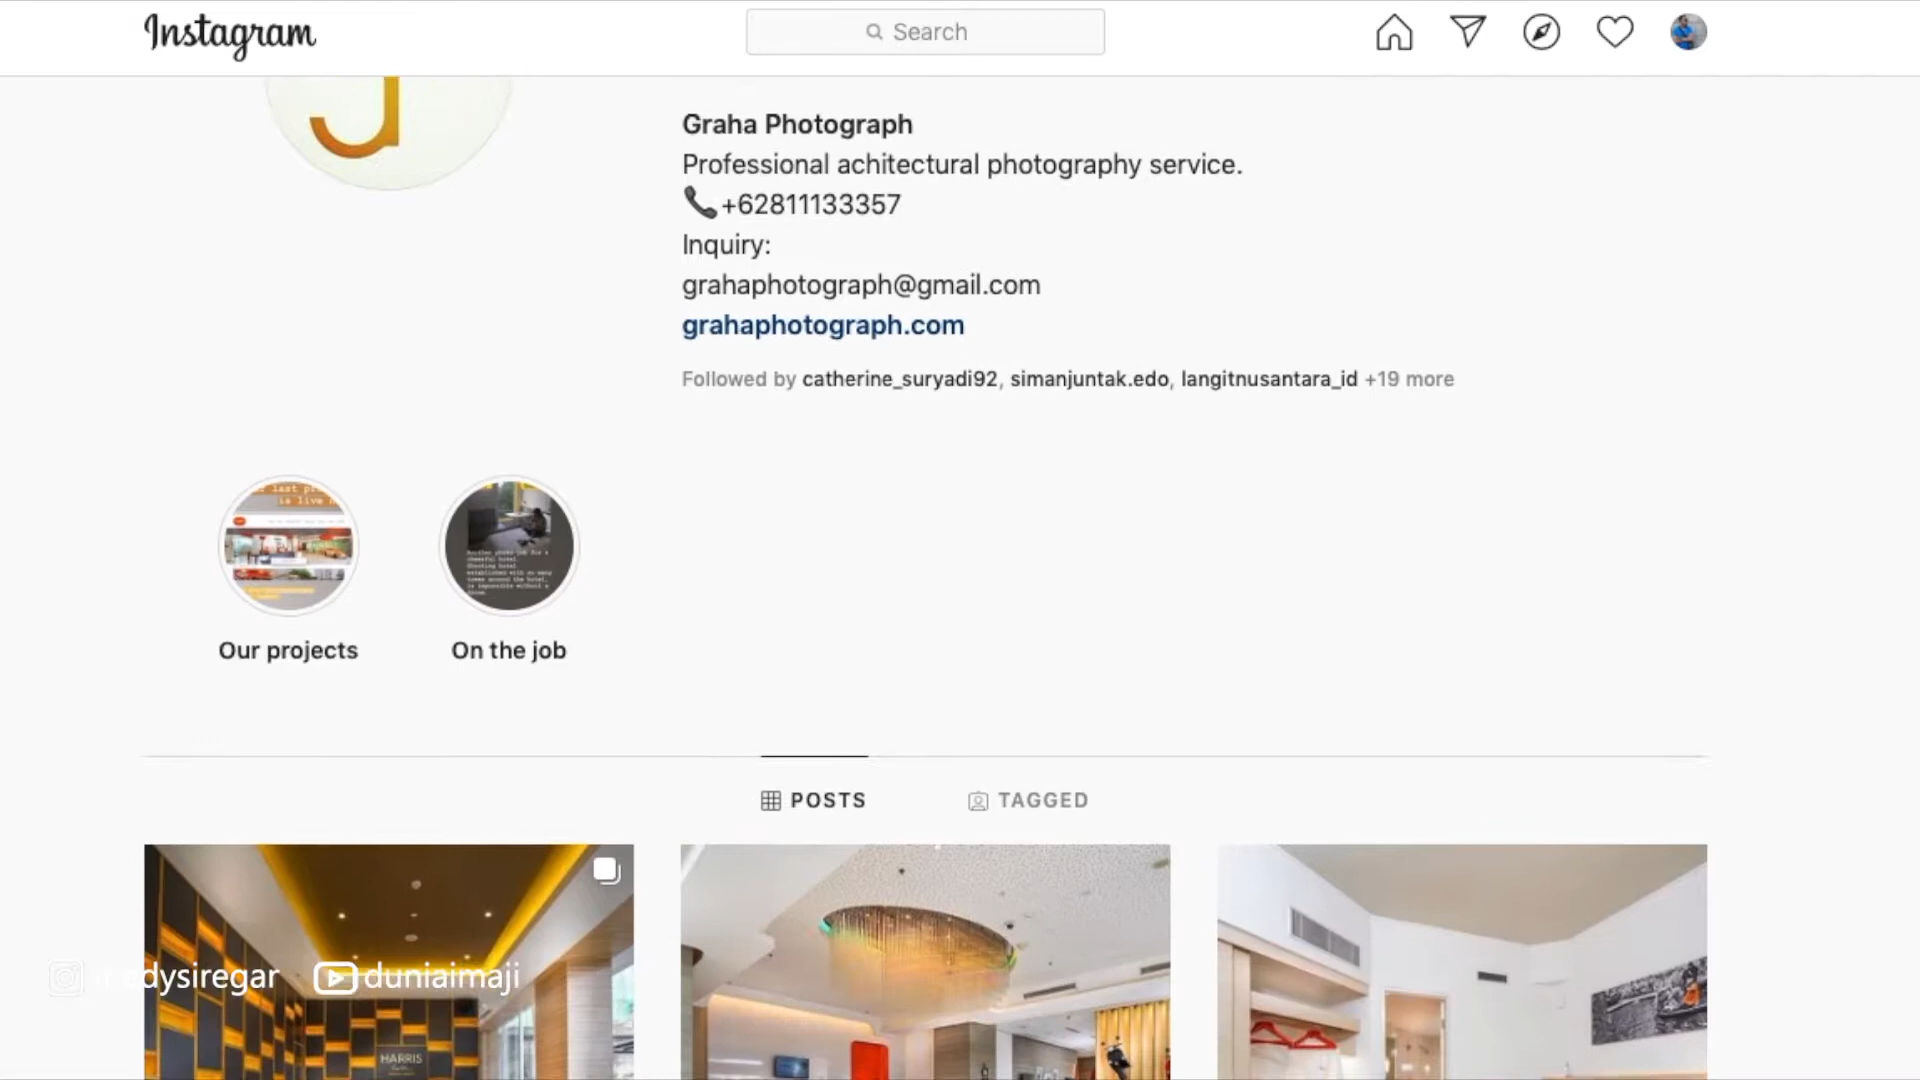 Instagram
Search
Graha Photograph
Professional achitectural photography service.
+62811133357
Inquiry:
grahaphotograph@gmail.com
grahaphotograph.com
Followed by catherine_suryadi92, simanjuntak.edo, langitnusantara_id +19 more
Our projects
On the job
POSTS
TAGGED
HARRIS
duniaimaji